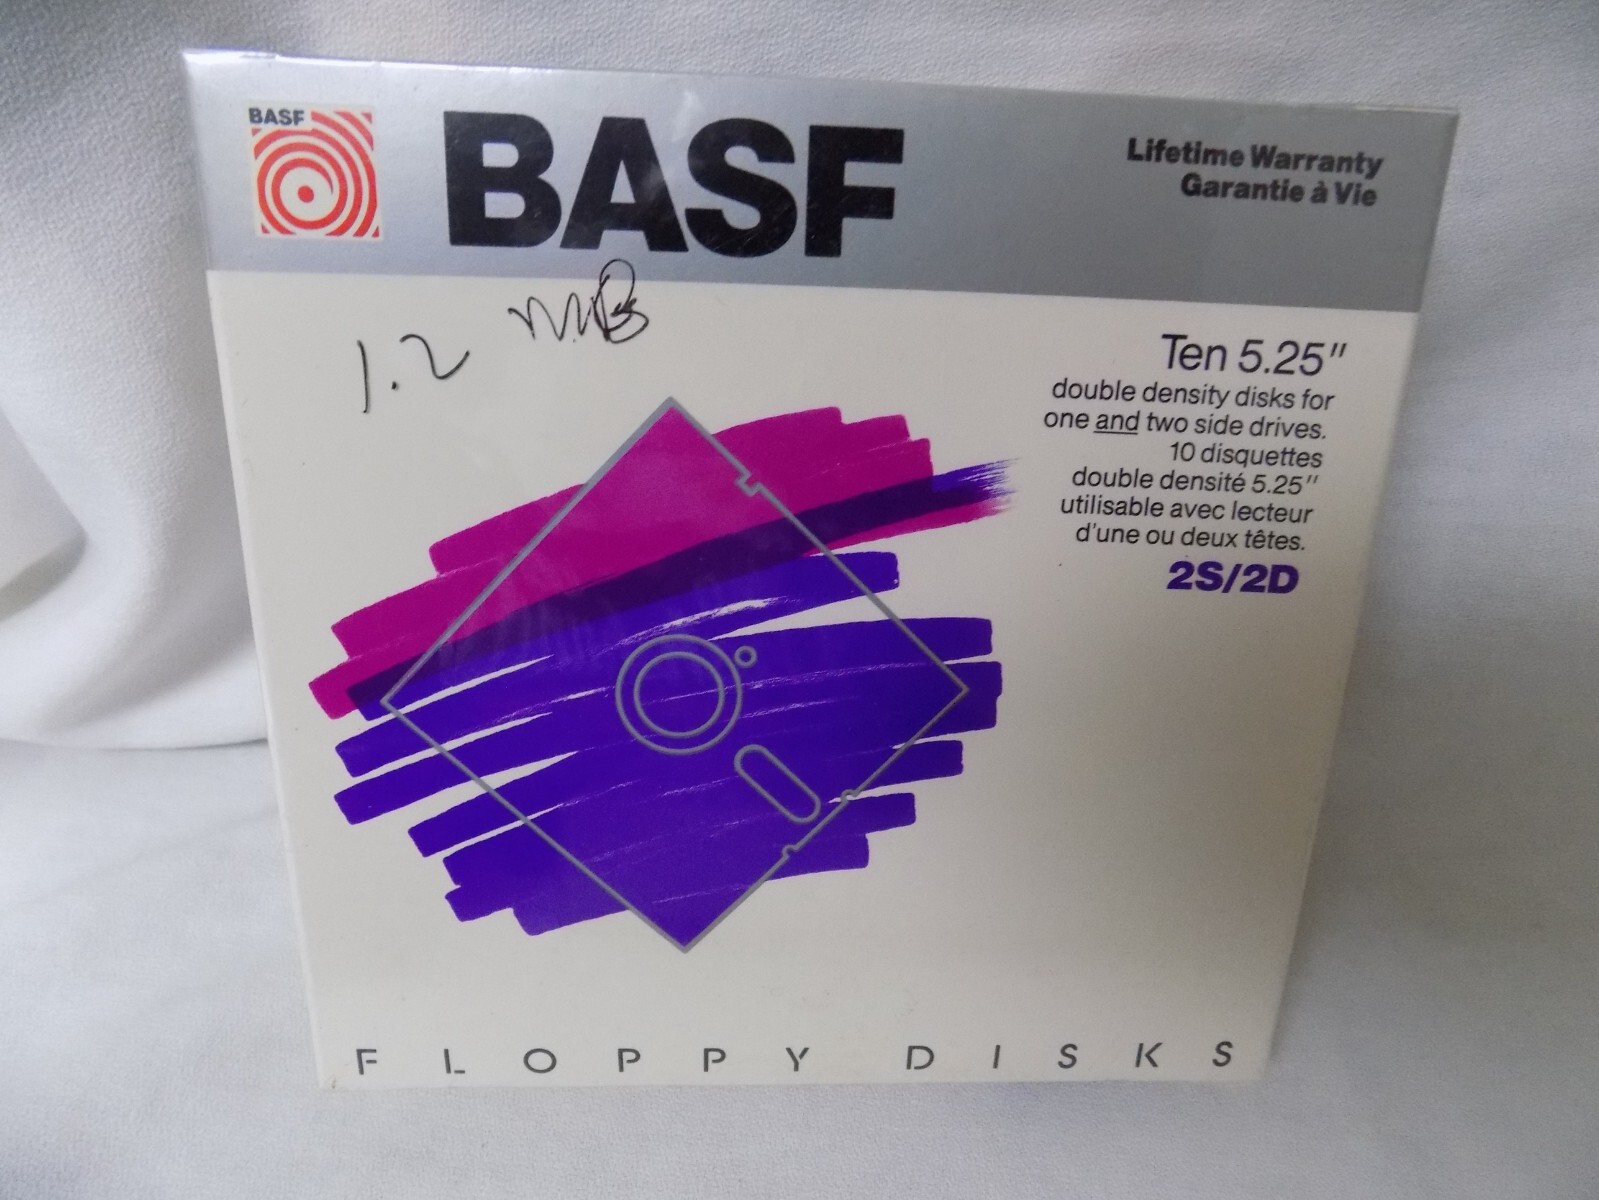 BASF
BASF
Lifetime Warranty
Garantie à Vie
1.2 MB
Ten 5.25"
double density disks for
one and two side drives.
10 disquettes
double densité 5.25"
utilisable avec lecteur
d'une ou deux têtes.
2S/2D
FLOPPY DISKS